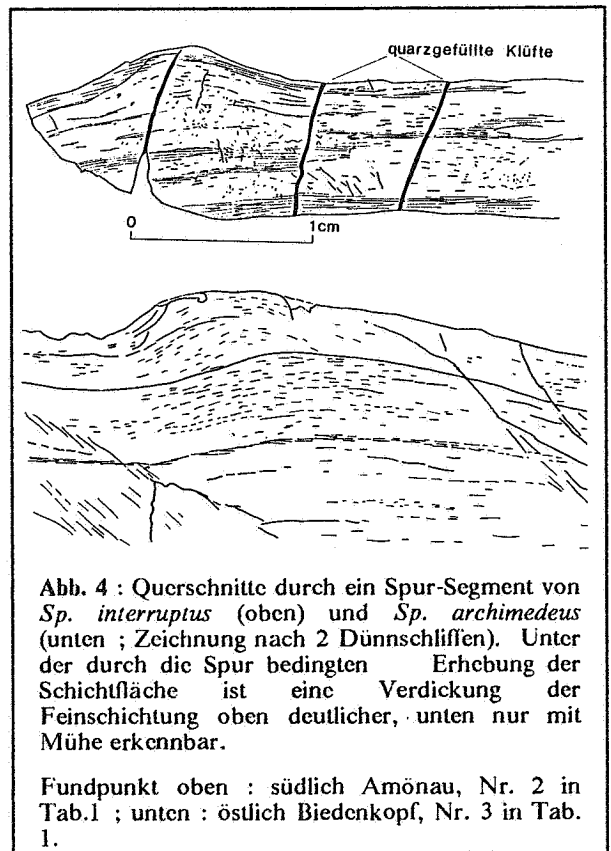 quarzgefüllte Klüfte
0 1cm
Abb. 4 : Querschnitte durch ein Spur-Segment von
Sp. interruptus (oben) und Sp. archimedeus
(unten ; Zeichnung nach 2 Dünnschliffen). Unter
der durch die Spur bedingten Erhebung der
Schichtfläche ist eine Verdickung der
Feinschichtung oben deutlicher, unten nur mit
Mühe erkennbar.
Fundpunkt oben : südlich Amönau, Nr. 2 in
Tab.1 ; unten : östlich Biedenkopf, Nr. 3 in Tab.
1.